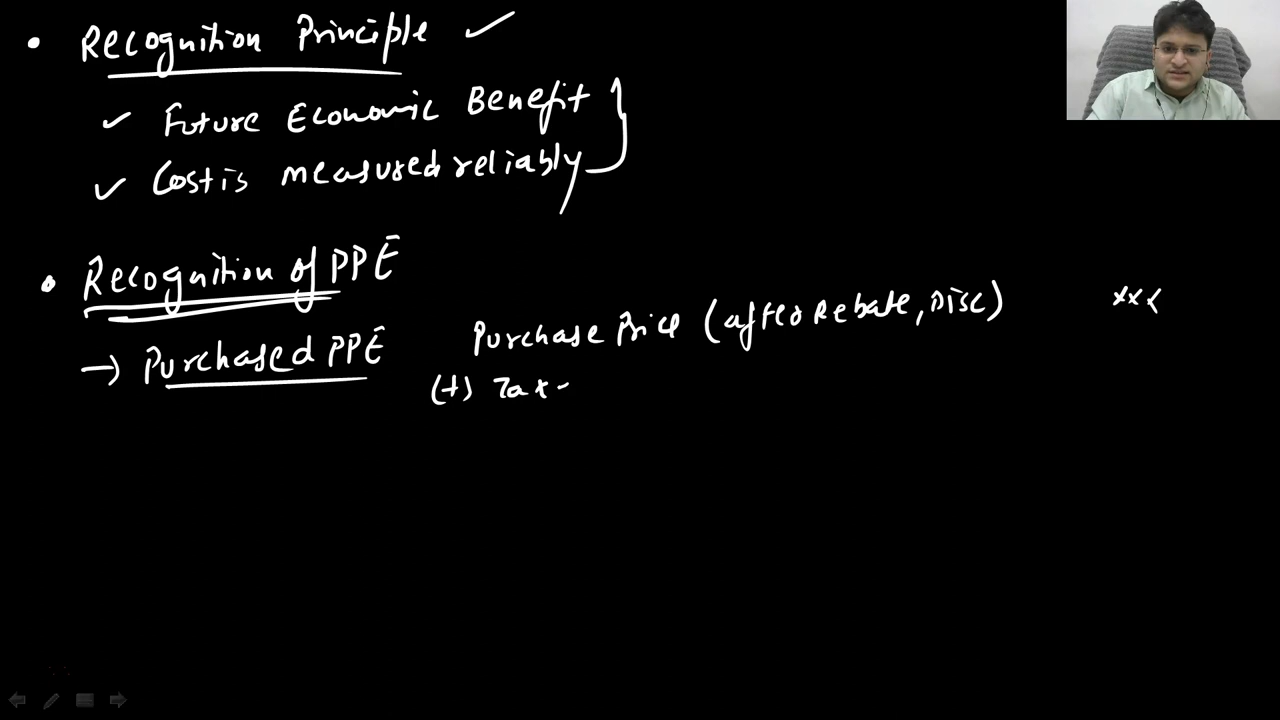 • Recognition Principle ✓
✓ Future Economic Benefit
✓ Cost is measured reliably
• Recognition of PPE
→ Purchased PPE
Purchase Price (after Rebate, Disc) xxx
(+) Tax -